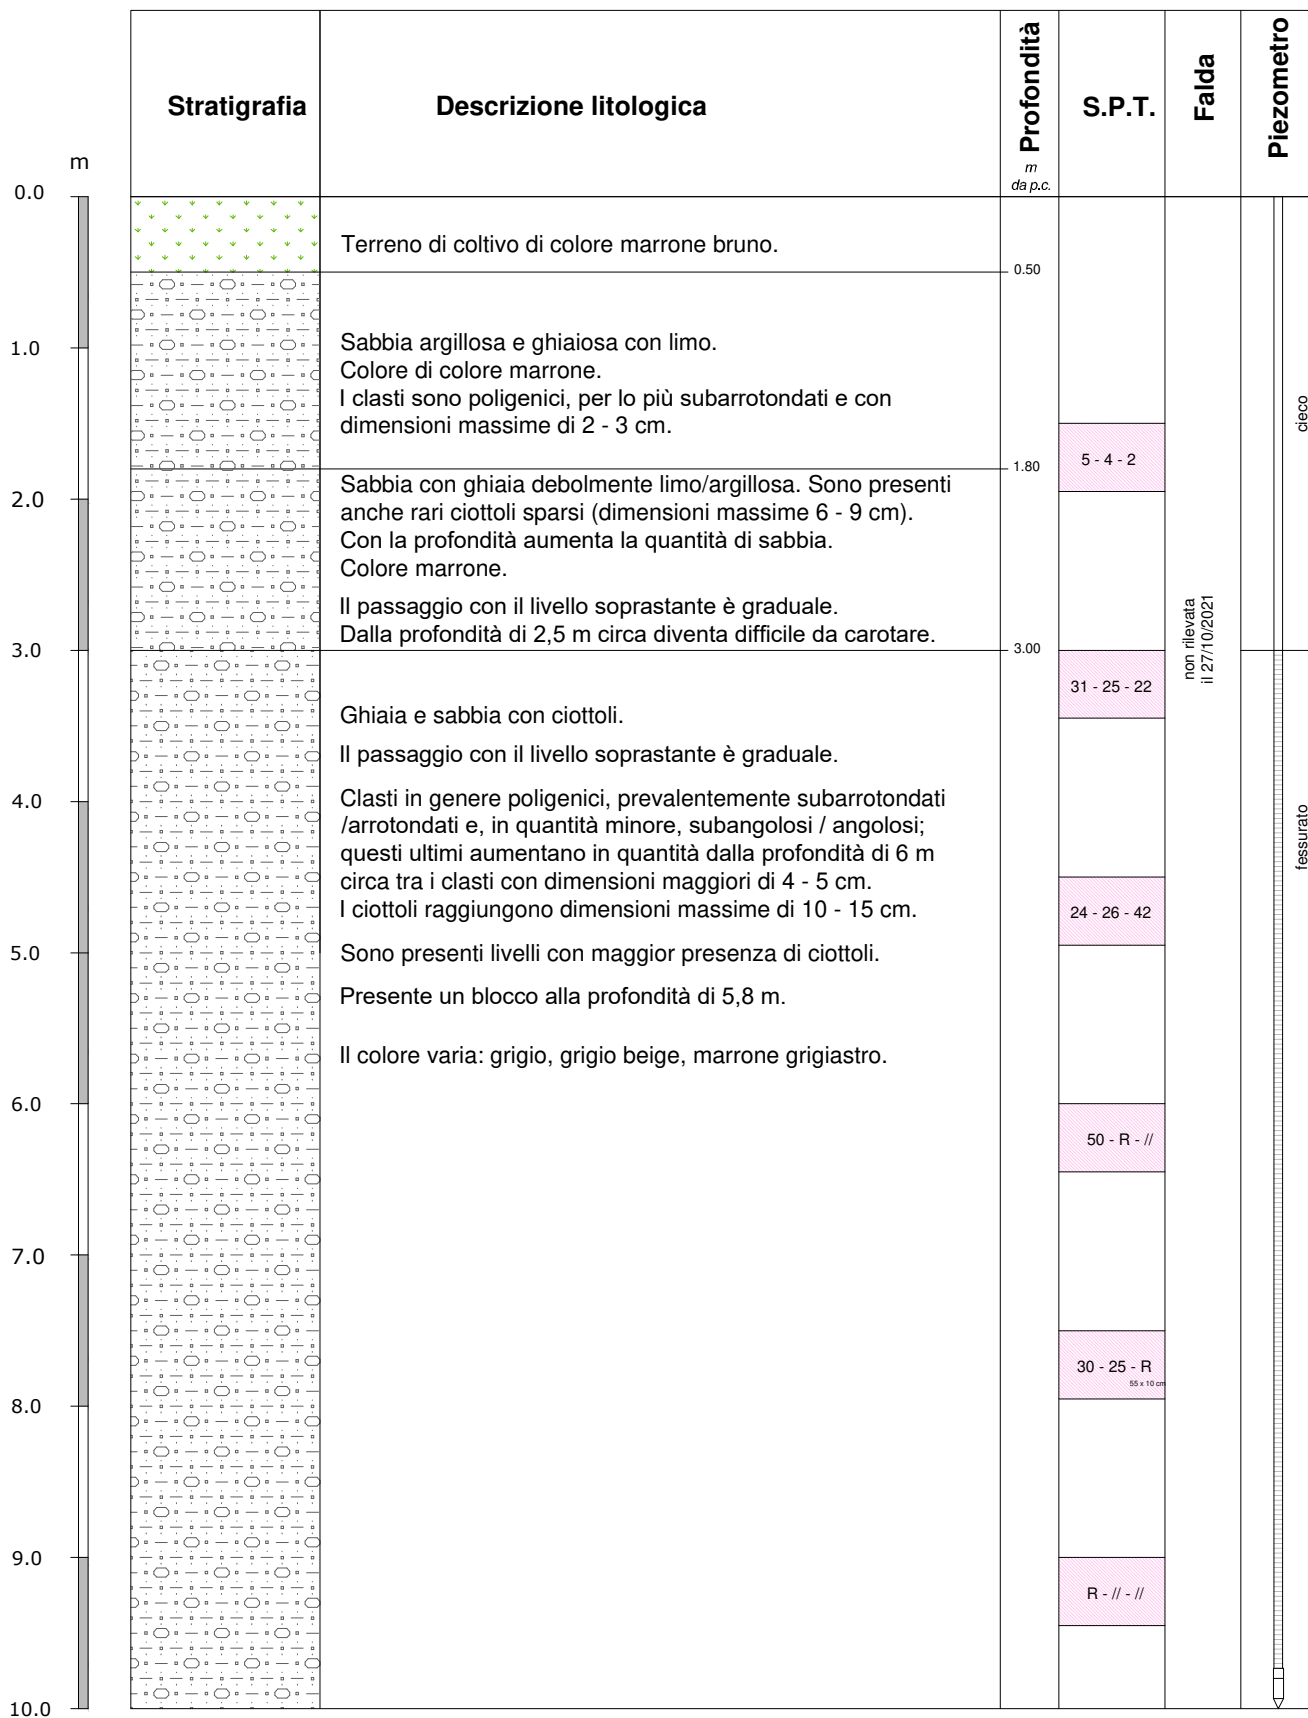 Stratigrafia
Descrizione litologica
Profondità
m
da p.c.
S.P.T.
Falda
Piezometro
m
0.0
Terreno di coltivo di colore marrone bruno.
0.50
Sabbia argillosa e ghiaiosa con limo.
1.0
Colore di colore marrone.
I clasti sono poligenici, per lo più subarrotondati e con
dimensioni massime di 2 - 3 cm.
cieco
5 - 4 - 2
1.80
Sabbia con ghiaia debolmente limo/argillosa. Sono presenti
2.0
anche rari ciottoli sparsi (dimensioni massime 6 - 9 cm).
Con la profondità aumenta la quantità di sabbia.
Colore marrone.
Il passaggio con il livello soprastante è graduale.
Dalla profondità di 2,5 m circa diventa difficile da carotare.
non rilevata
il 27/10/2021
3.0
3.00
31 - 25 - 22
Ghiaia e sabbia con ciottoli.
Il passaggio con il livello soprastante è graduale.
4.0
Clasti in genere poligenici, prevalentemente subarrotondati
/arrotondati e, in quantità minore, subangolosi / angolosi;
questi ultimi aumentano in quantità dalla profondità di 6 m
circa tra i clasti con dimensioni maggiori di 4 - 5 cm.
I ciottoli raggiungono dimensioni massime di 10 - 15 cm.
fessurato
24 - 26 - 42
5.0
Sono presenti livelli con maggior presenza di ciottoli.
Presente un blocco alla profondità di 5,8 m.
Il colore varia: grigio, grigio beige, marrone grigiastro.
6.0
50 - R - //
7.0
30 - 25 - R
55 x 10 cm
8.0
9.0
R - // - //
10.0